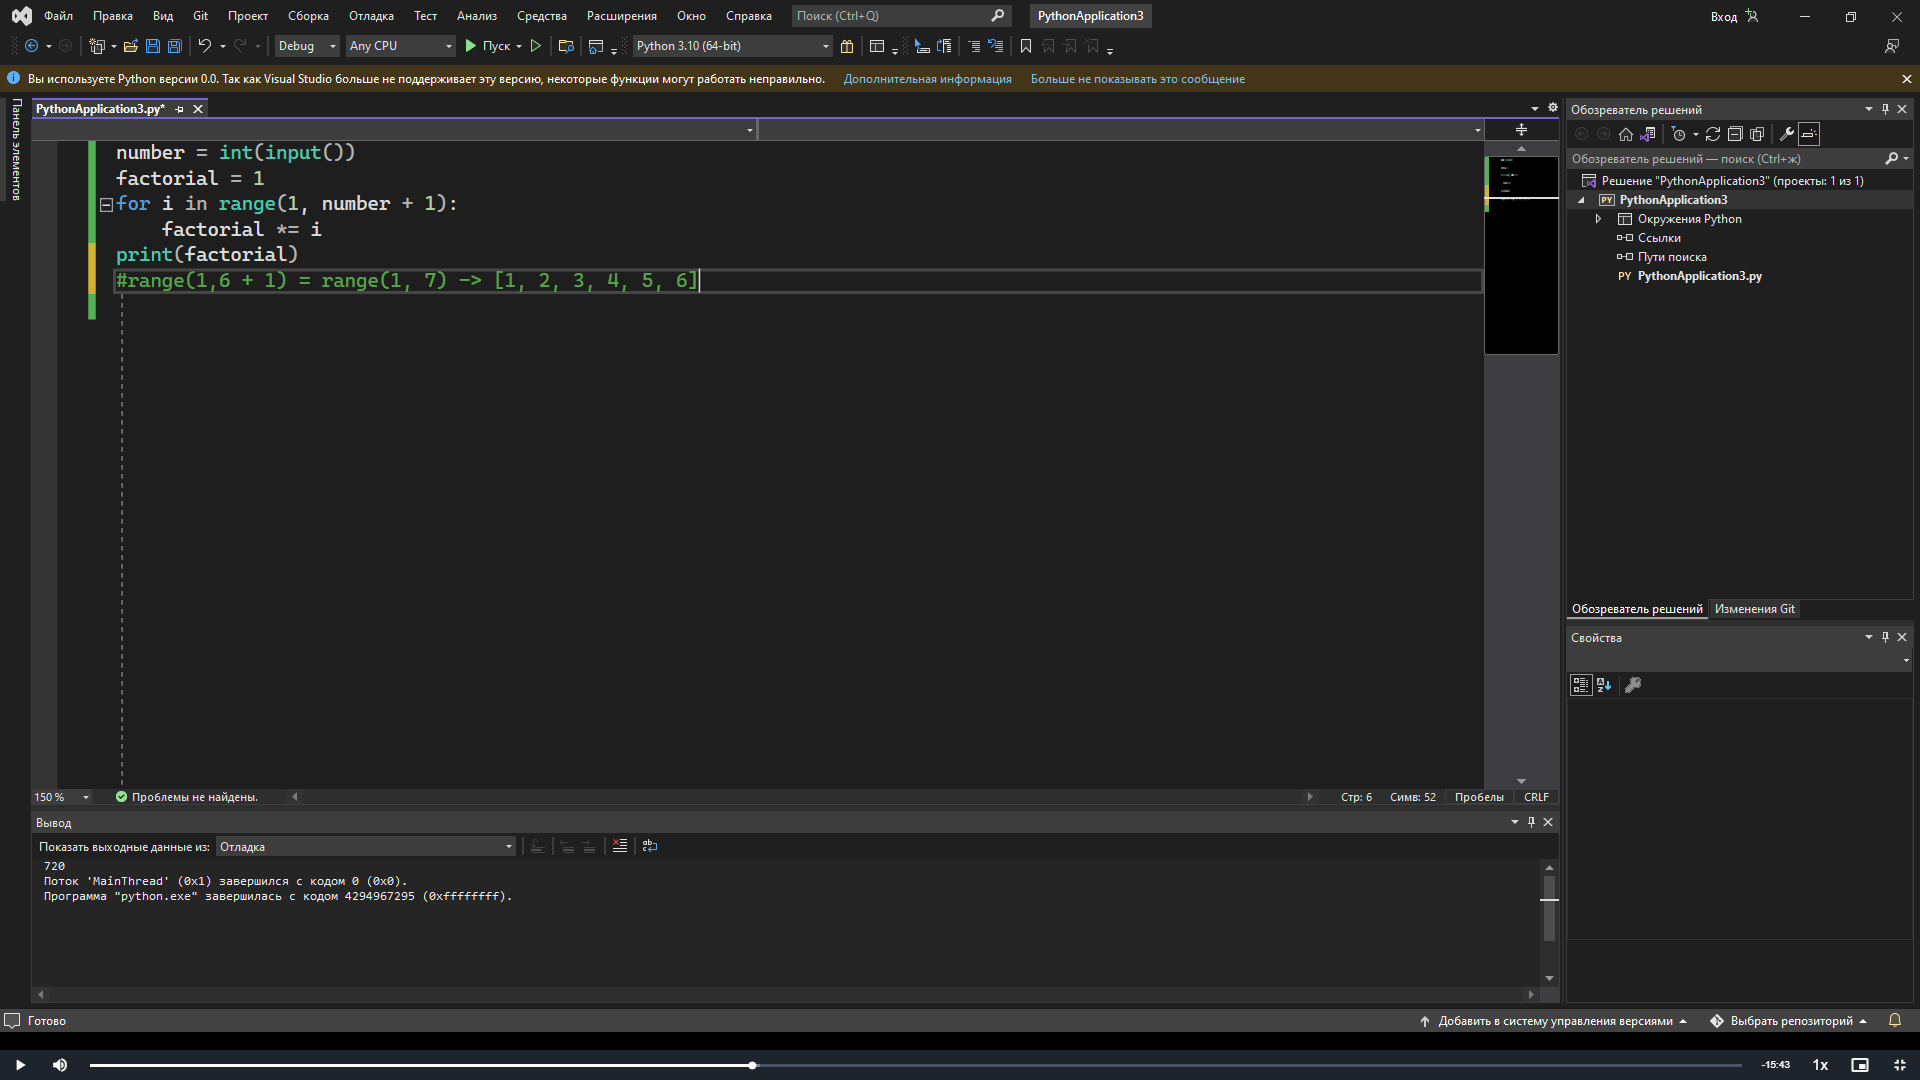 Файл Правка Вид Git Проект Сборка Отладка Тест Анализ Средства Расширения Окно Справка Поиск (Ctrl+Q) PythonApplication3 Вход
Debug Any CPU Пуск Python 3.10 (64-bit)
Вы используете Python версии 0.0. Так как Visual Studio больше не поддерживает эту версию, некоторые функции могут работать неправильно. Дополнительная информация Больше не показывать это сообщение
Панель элементов
PythonApplication3.py*
number = int(input())
factorial = 1
for i in range(1, number + 1):
    factorial *= i
print(factorial)
#range(1,6 + 1) = range(1, 7) -> [1, 2, 3, 4, 5, 6]
150 % Проблемы не найдены. Стр: 6 Симв: 52 Пробелы CRLF
Вывод
Показать выходные данные из: Отладка
720
Поток 'MainThread' (0x1) завершился с кодом 0 (0x0).
Программа "python.exe" завершилась с кодом 4294967295 (0xffffffff).
Обозреватель решений
Обозреватель решений — поиск (Ctrl+ж)
Решение "PythonApplication3" (проекты: 1 из 1)
PY PythonApplication3
Окружения Python
Ссылки
Пути поиска
PY PythonApplication3.py
Обозреватель решений Изменения Git
Свойства
Готово Добавить в систему управления версиями Выбрать репозиторий
-15:43 1x